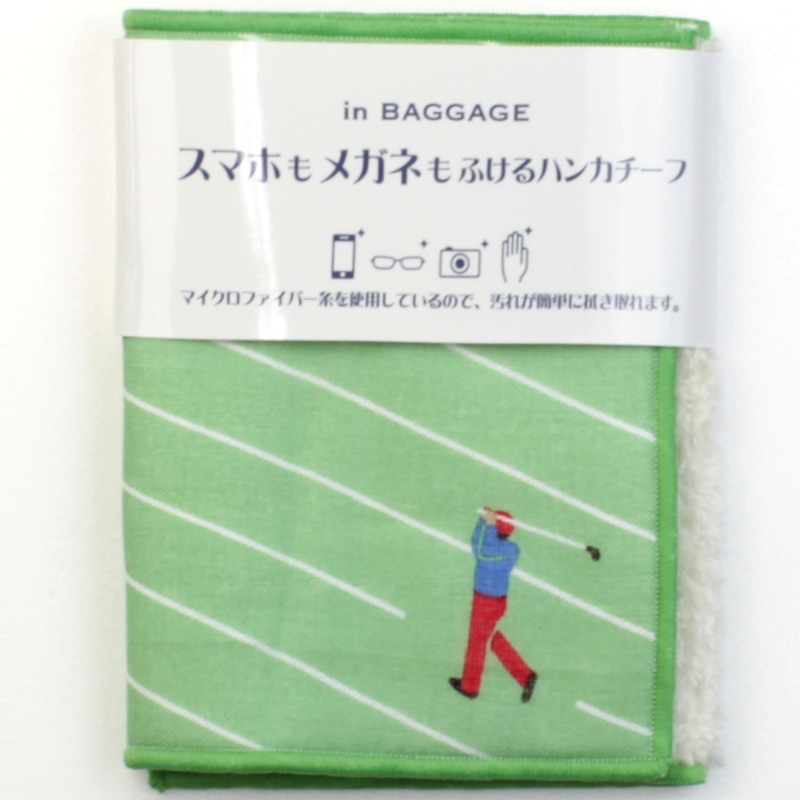 in BAGGAGE
スマホもメガネもふけるハンカチーフ
マイクロファイバー糸を使用しているので、汚れが簡単に拭き取れます。